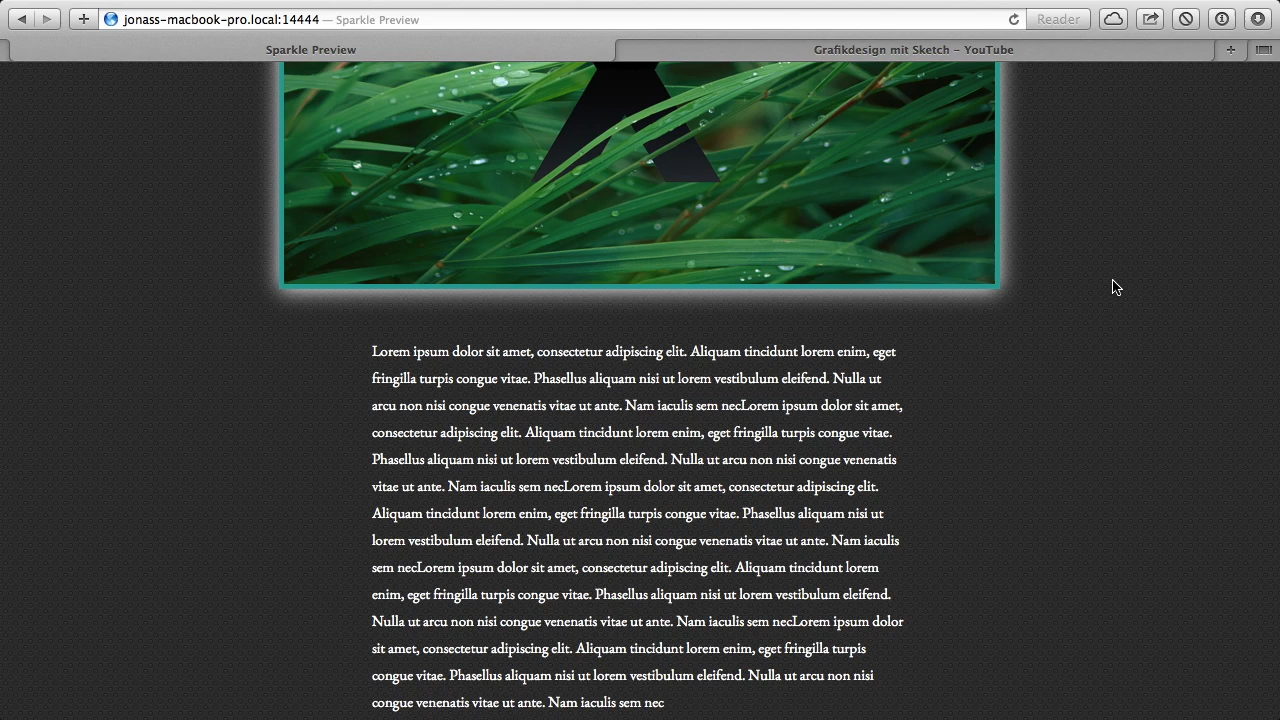 jonass-macbook-pro.local:14444 — Sparkle Preview
Reader
Sparkle Preview
Grafikdesign mit Sketch – YouTube
Lorem ipsum dolor sit amet, consectetur adipiscing elit. Aliquam tincidunt lorem enim, eget
fringilla turpis congue vitae. Phasellus aliquam nisi ut lorem vestibulum eleifend. Nulla ut
arcu non nisi congue venenatis vitae ut ante. Nam iaculis sem necLorem ipsum dolor sit amet,
consectetur adipiscing elit. Aliquam tincidunt lorem enim, eget fringilla turpis congue vitae.
Phasellus aliquam nisi ut lorem vestibulum eleifend. Nulla ut arcu non nisi congue venenatis
vitae ut ante. Nam iaculis sem necLorem ipsum dolor sit amet, consectetur adipiscing elit.
Aliquam tincidunt lorem enim, eget fringilla turpis congue vitae. Phasellus aliquam nisi ut
lorem vestibulum eleifend. Nulla ut arcu non nisi congue venenatis vitae ut ante. Nam iaculis
sem necLorem ipsum dolor sit amet, consectetur adipiscing elit. Aliquam tincidunt lorem
enim, eget fringilla turpis congue vitae. Phasellus aliquam nisi ut lorem vestibulum eleifend.
Nulla ut arcu non nisi congue venenatis vitae ut ante. Nam iaculis sem necLorem ipsum dolor
sit amet, consectetur adipiscing elit. Aliquam tincidunt lorem enim, eget fringilla turpis
congue vitae. Phasellus aliquam nisi ut lorem vestibulum eleifend. Nulla ut arcu non nisi
congue venenatis vitae ut ante. Nam iaculis sem nec